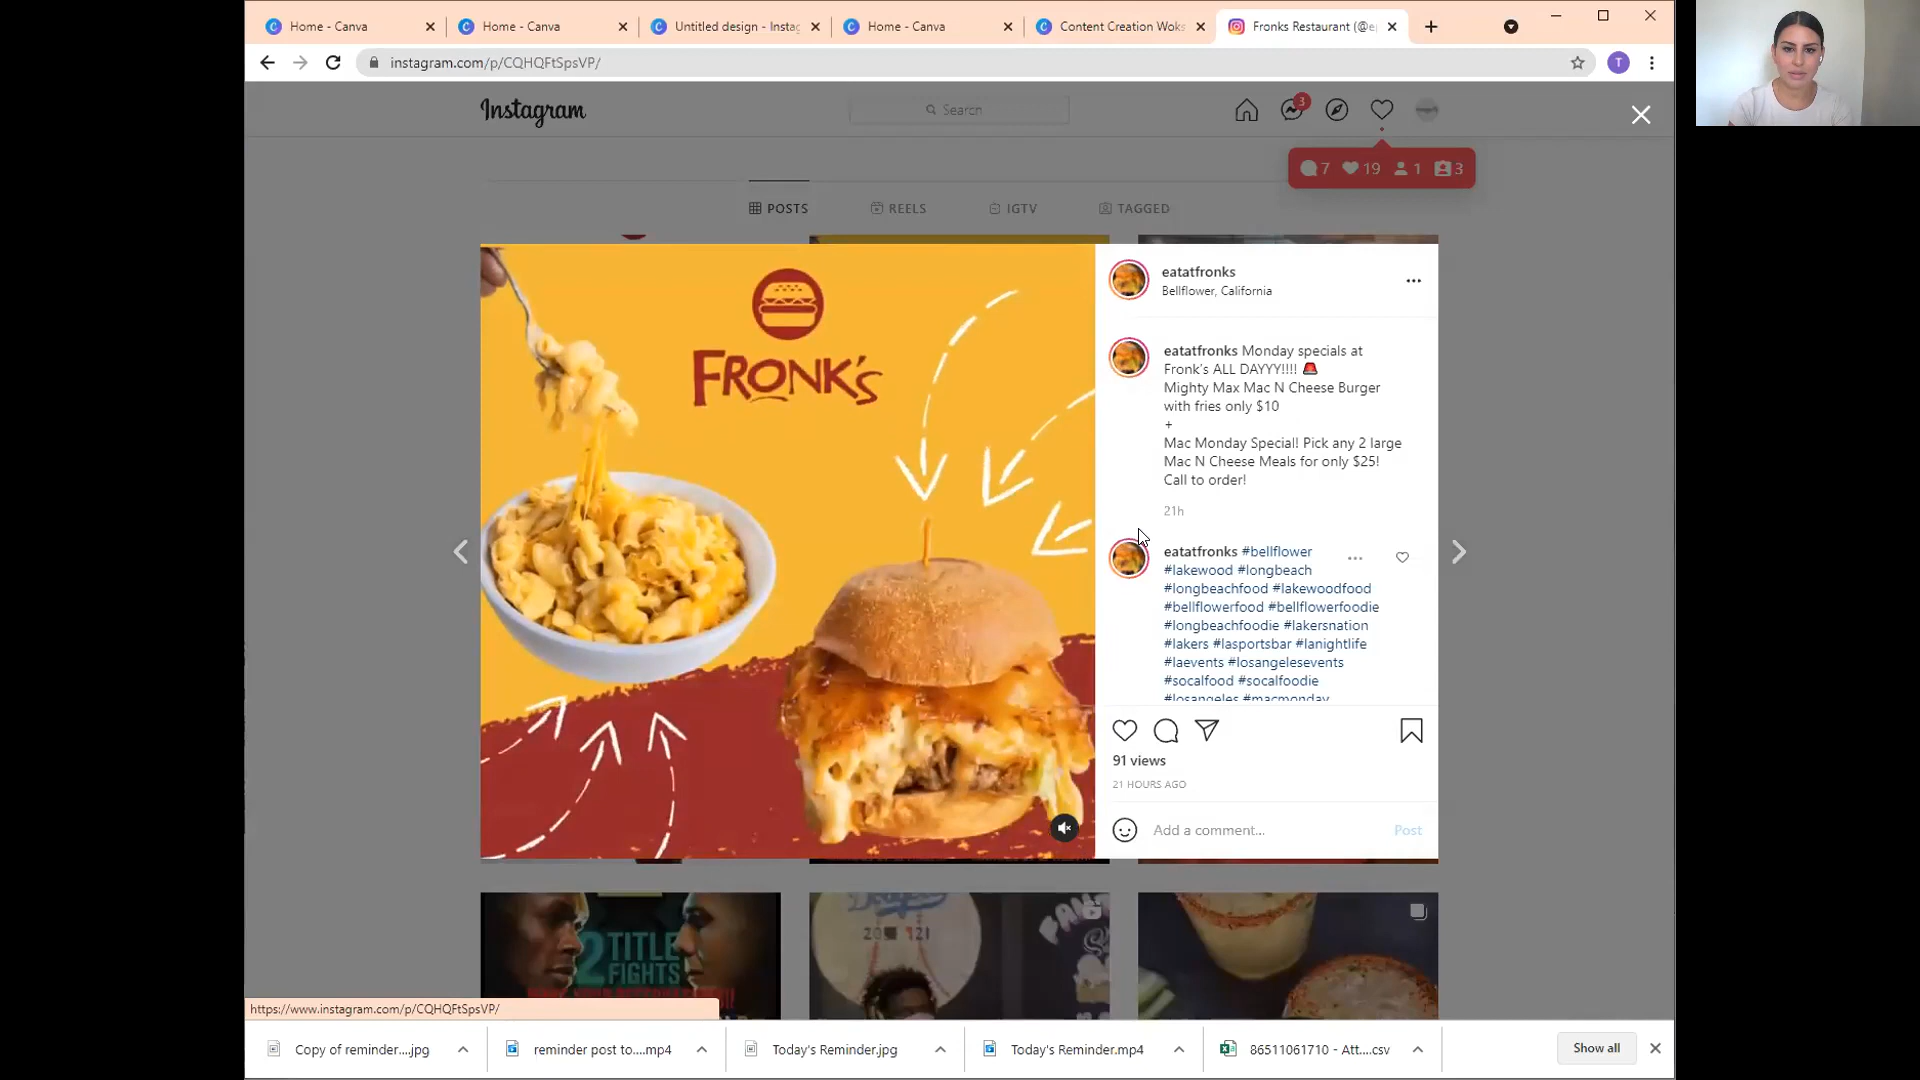 Home - Canva
Home - Canva
Untitled design - Instag
Home - Canva
Content Creation Woks
Fronks Restaurant (@e
instagram.com/p/CQHQFtSpsVP/
T
Instagram
Search
3
7 19 1 3
POSTS
REELS
IGTV
TAGGED
FRONK'S
eatatfronks
Bellflower, California
eatatfronks Monday specials at
Fronk's ALL DAYYY!!!! 🚨
Mighty Max Mac N Cheese Burger
with fries only $10
+
Mac Monday Special! Pick any 2 large
Mac N Cheese Meals for only $25!
Call to order!
21h
eatatfronks #bellflower
#lakewood #longbeach
#longbeachfood #lakewoodfood
#bellflowerfood #bellflowerfoodie
#longbeachfoodie #lakersnation
#lakers #lasportsbar #lanightlife
#laevents #losangelesevents
#socalfood #socalfoodie
#losangeles #macmonday
91 views
21 HOURS AGO
Add a comment...
Post
2 TITLE
FIGHTS
https://www.instagram.com/p/CQHQFtSpsVP/
Copy of reminder....jpg
reminder post to....mp4
Today's Reminder.jpg
Today's Reminder.mp4
86511061710 - Att....csv
Show all